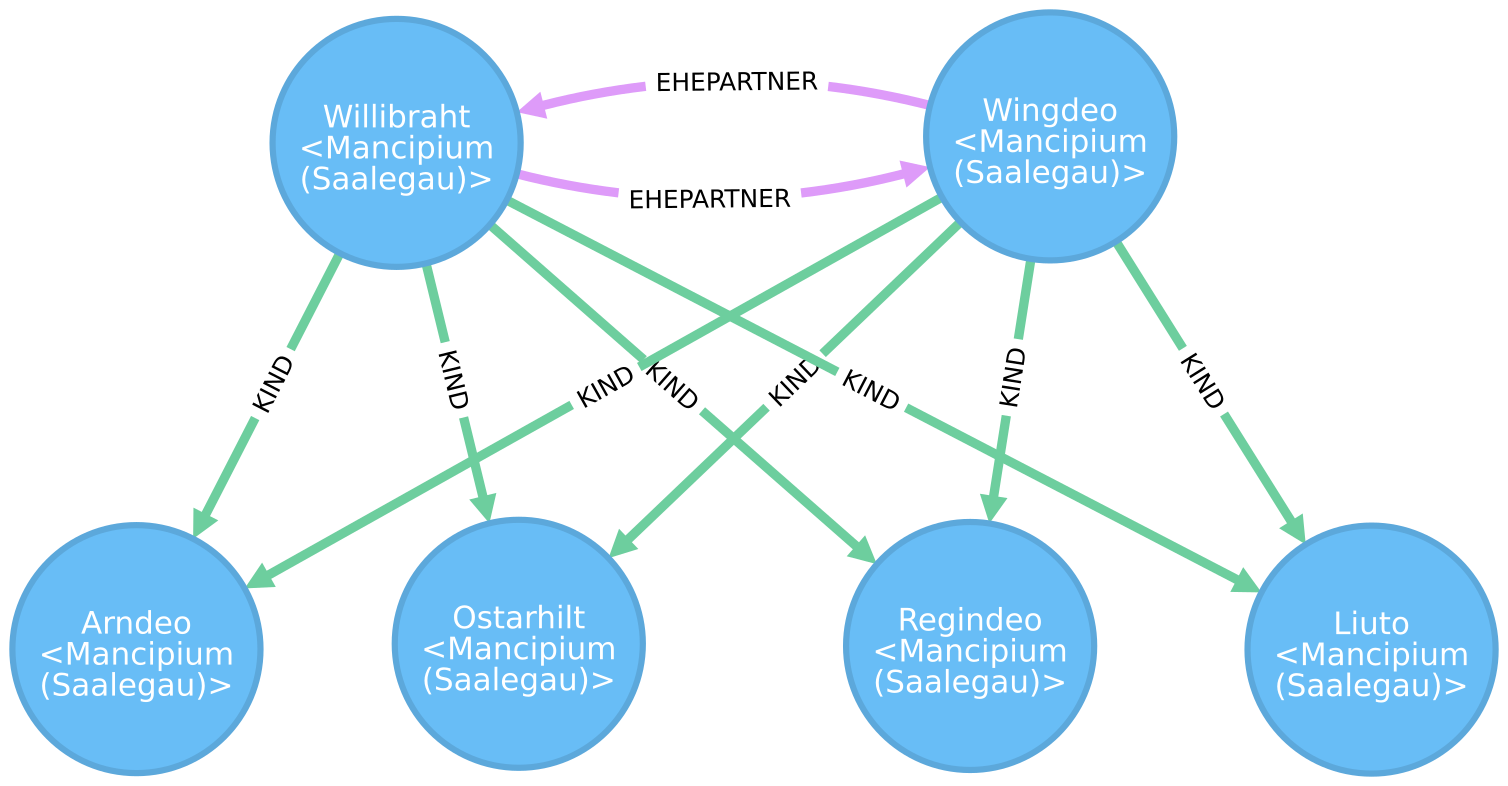 Willibraht
<Mancipium
(Saalegau)>
EHEPARTNER
EHEPARTNER
Wingdeo
<Mancipium
(Saalegau)>
KIND
KIND
KIND
KIND
KIND
KIND
KIND
KIND
Arndeo
<Mancipium
(Saalegau)>
Ostarhilt
<Mancipium
(Saalegau)>
Regindeo
<Mancipium
(Saalegau)>
Liuto
<Mancipium
(Saalegau)>